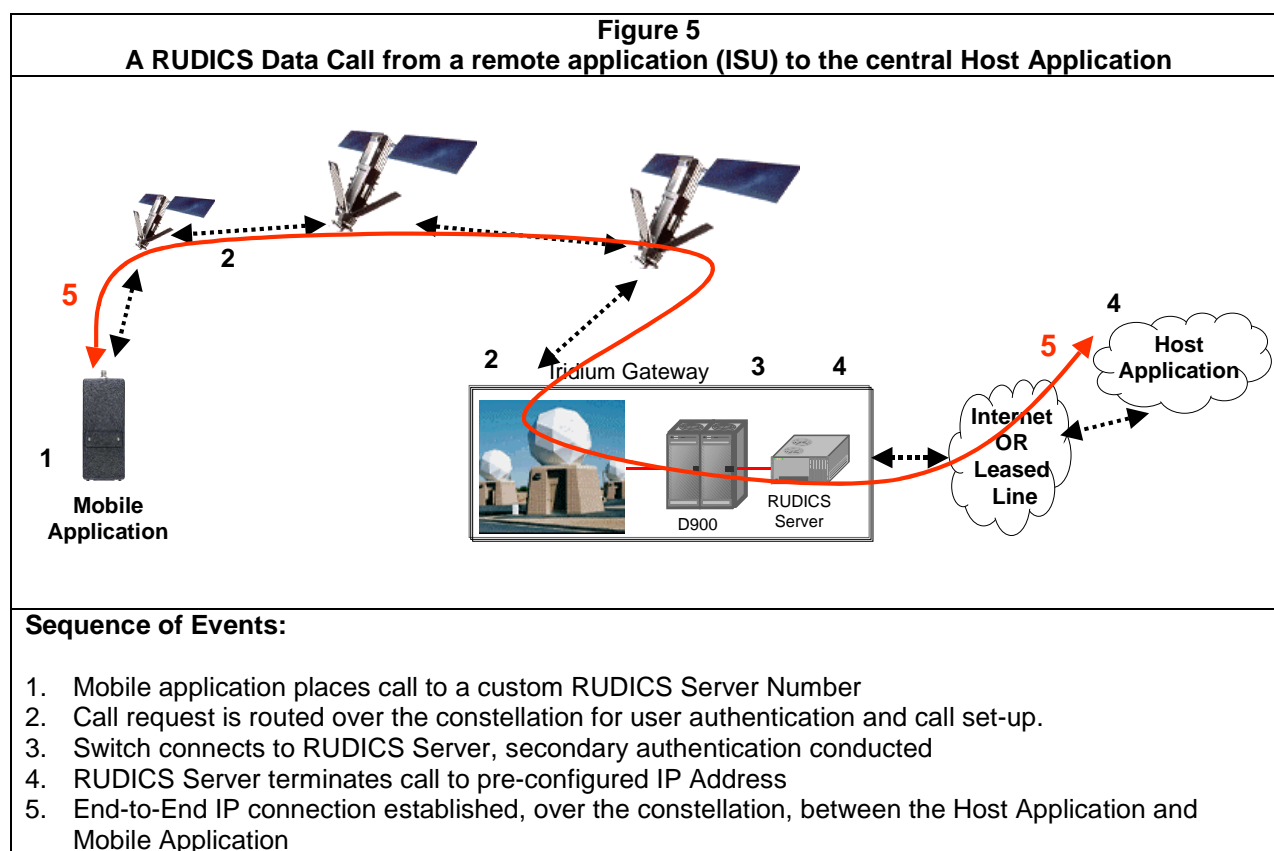 Figure 5
A RUDICS Data Call from a remote application (ISU) to the central Host Application
2
5
4
Host
Application
5
2
Iridium Gateway
3
4
Internet
OR
Leased
Line
1
Mobile
Application
D900
RUDICS
Server
Sequence of Events:
1. Mobile application places call to a custom RUDICS Server Number
2. Call request is routed over the constellation for user authentication and call set-up.
3. Switch connects to RUDICS Server, secondary authentication conducted
4. RUDICS Server terminates call to pre-configured IP Address
5. End-to-End IP connection established, over the constellation, between the Host Application and
Mobile Application